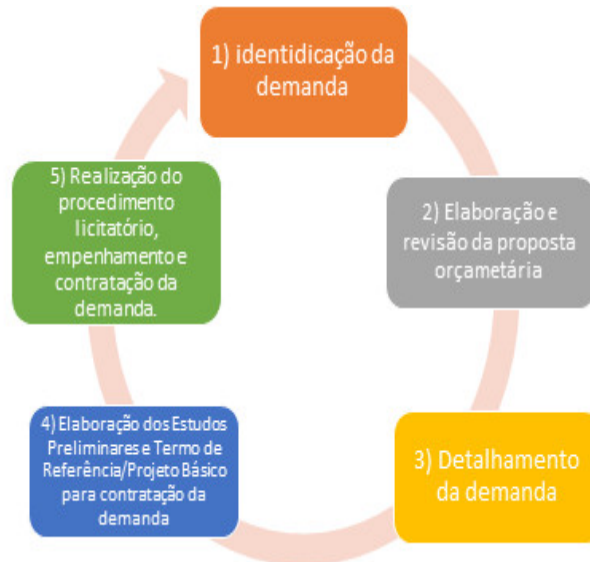 1) identidicação da
demanda
2) Elaboração e
revisão da proposta
orçametária
3) Detalhamento
da demanda
4) Elaboração dos Estudos
Preliminares e Termo de
Referência/Projeto Básico
para contratação da
demanda
5) Realização do
procedimento
licitatório,
empenhamento e
contratação da
demanda.